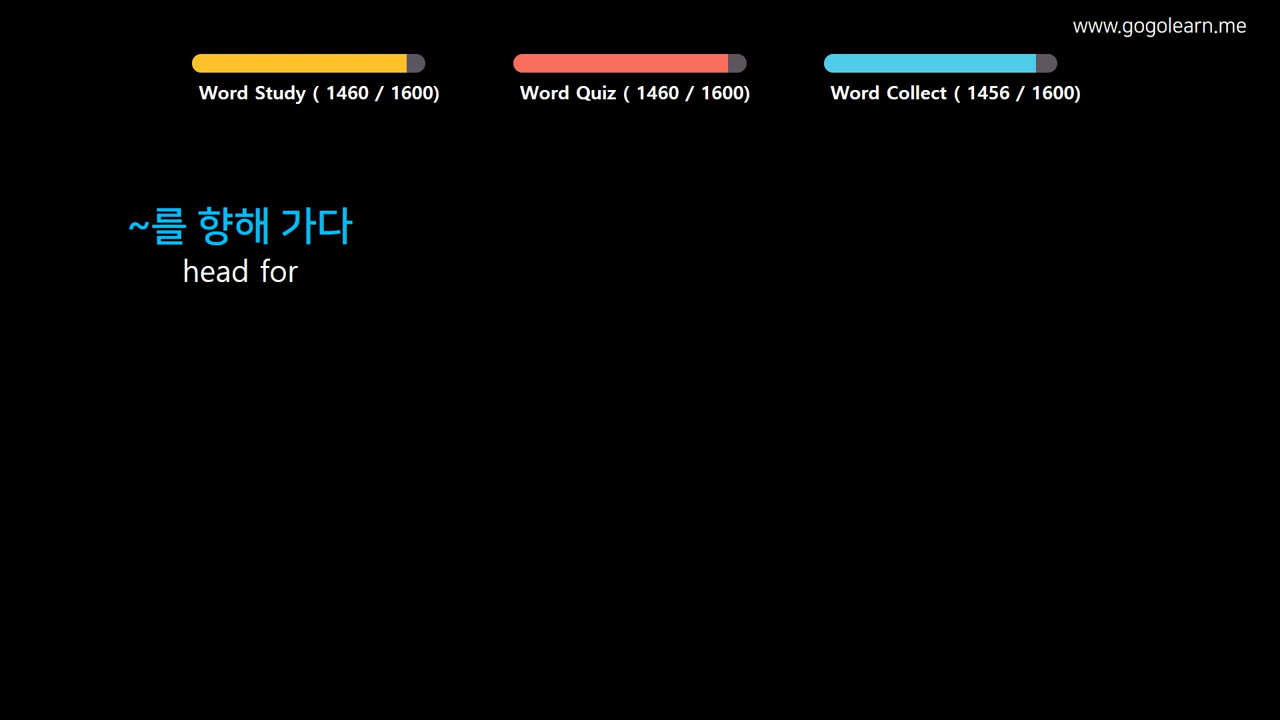 www.gogolearn.me
Word Study ( 1460 / 1600)
Word Quiz ( 1460 / 1600)
Word Collect ( 1456 / 1600)
~를 향해 가다
head for